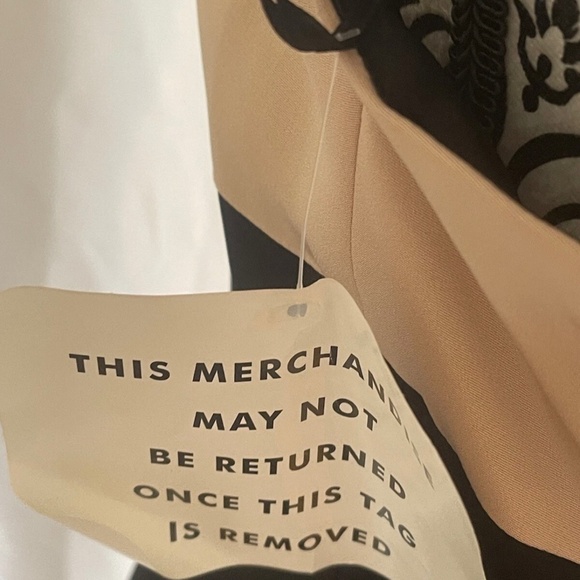 THIS MERCHANDISE
MAY NOT
BE RETURNED
ONCE THIS TAG
IS REMOVED